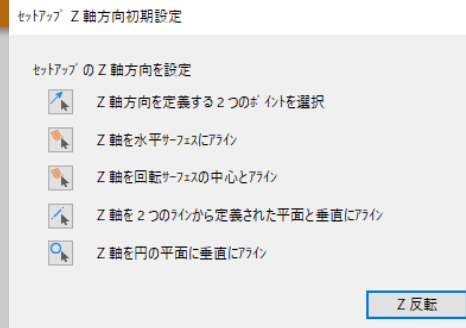 ｾｯﾄｱｯﾌﾟ Z 軸方向初期設定
ｾｯﾄｱｯﾌﾟ の Z 軸方向を設定
Z 軸方向を定義する２つのﾎﾟｲﾝﾄを選択
Z 軸を水平ｻｰﾌｪｽにｱﾗｲﾝ
Z 軸を回転ｻｰﾌｪｽの中心とｱﾗｲﾝ
Z 軸を２つのﾗｲﾝから定義された平面と垂直にｱﾗｲﾝ
Z 軸を円の平面に垂直にｱﾗｲﾝ
Z 反転